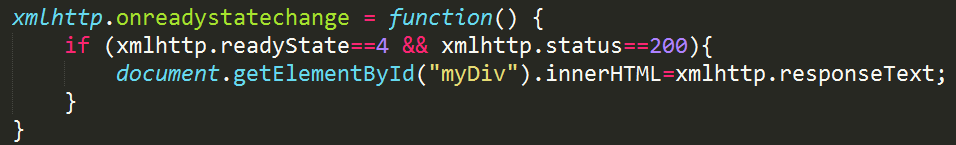 xmlhttp.onreadystatechange = function() {
    if (xmlhttp.readyState==4 && xmlhttp.status==200){
        document.getElementById("myDiv").innerHTML=xmlhttp.responseText;
    }
}